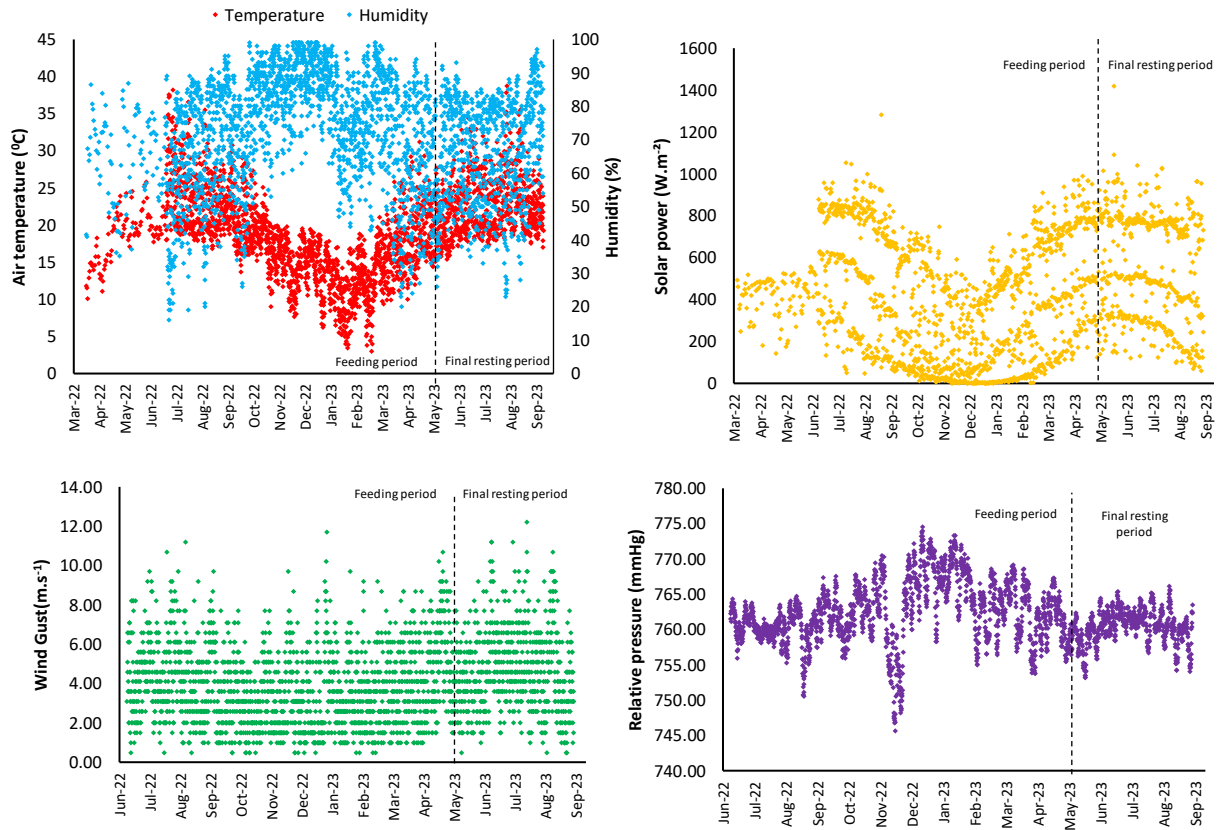 Temperature
Humidity
45
40
35
30
25
20
15
10
5
0
Air temperature (ºC)
100
90
80
70
60
50
40
30
20
10
0
Humidity (%)
Feeding period
Final resting period
Mar-22
Apr-22
May-22
Jun-22
Jul-22
Aug-22
Sep-22
Oct-22
Nov-22
Dec-22
Jan-23
Feb-23
Mar-23
Apr-23
May-23
Jun-23
Jul-23
Aug-23
Sep-23
1600
1400
1200
1000
800
600
400
200
0
Solar power (W.m⁻²)
Feeding period
Final resting period
Mar-22
Apr-22
May-22
Jun-22
Jul-22
Aug-22
Sep-22
Oct-22
Nov-22
Dec-22
Jan-23
Feb-23
Mar-23
Apr-23
May-23
Jun-23
Jul-23
Aug-23
Sep-23
14.00
12.00
10.00
8.00
6.00
4.00
2.00
0.00
Wind Gust(m.s⁻¹)
Feeding period
Final resting period
Jun-22
Jul-22
Aug-22
Sep-22
Oct-22
Nov-22
Dec-22
Jan-23
Feb-23
Mar-23
Apr-23
May-23
Jun-23
Jul-23
Aug-23
Sep-23
780.00
775.00
770.00
765.00
760.00
755.00
750.00
745.00
740.00
Relative pressure (mmHg)
Feeding period
Final resting
period
Jun-22
Jul-22
Aug-22
Sep-22
Oct-22
Nov-22
Dec-22
Jan-23
Feb-23
Mar-23
Apr-23
May-23
Jun-23
Jul-23
Aug-23
Sep-23